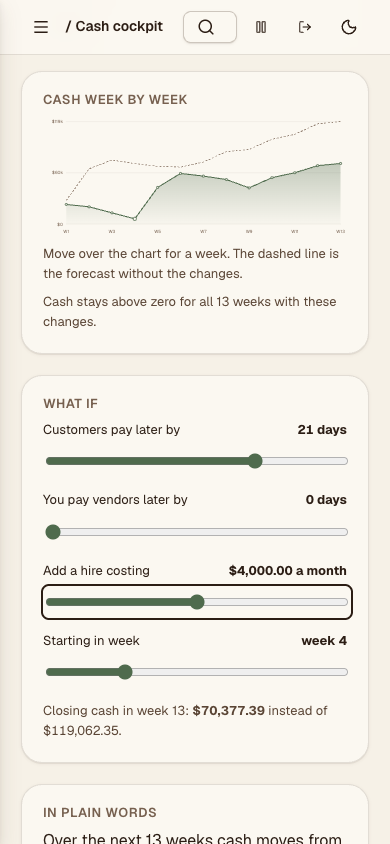 / Cash cockpit
CASH WEEK BY WEEK
$0
W1 W3 W5 W7 W9 W11 W13
Move over the chart for a week. The dashed line is
the forecast without the changes.
Cash stays above zero for all 13 weeks with these
changes.
WHAT IF
Customers pay later by 21 days
You pay vendors later by 0 days
Add a hire costing $4,000.00 a month
Starting in week week 4
Closing cash in week 13: $70,377.39 instead of
$119,062.35.
IN PLAIN WORDS
Over the next 13 weeks cash moves from